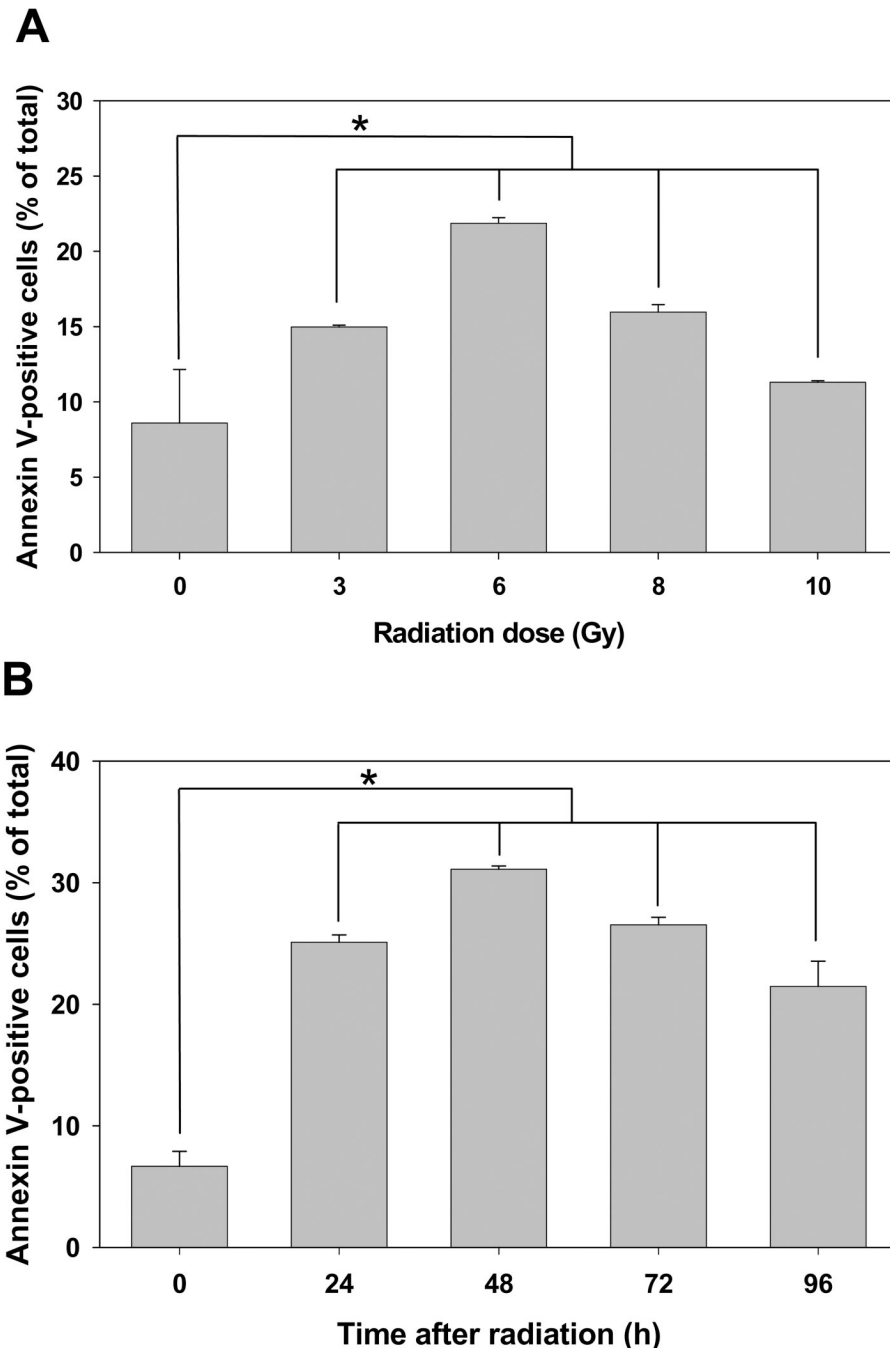 A
Annexin V-positive cells (% of total)
30
25
20
15
10
5
0
*
0 3 6 8 10
Radiation dose (Gy)
B
Annexin V-positive cells (% of total)
40
30
20
10
0
*
0 24 48 72 96
Time after radiation (h)